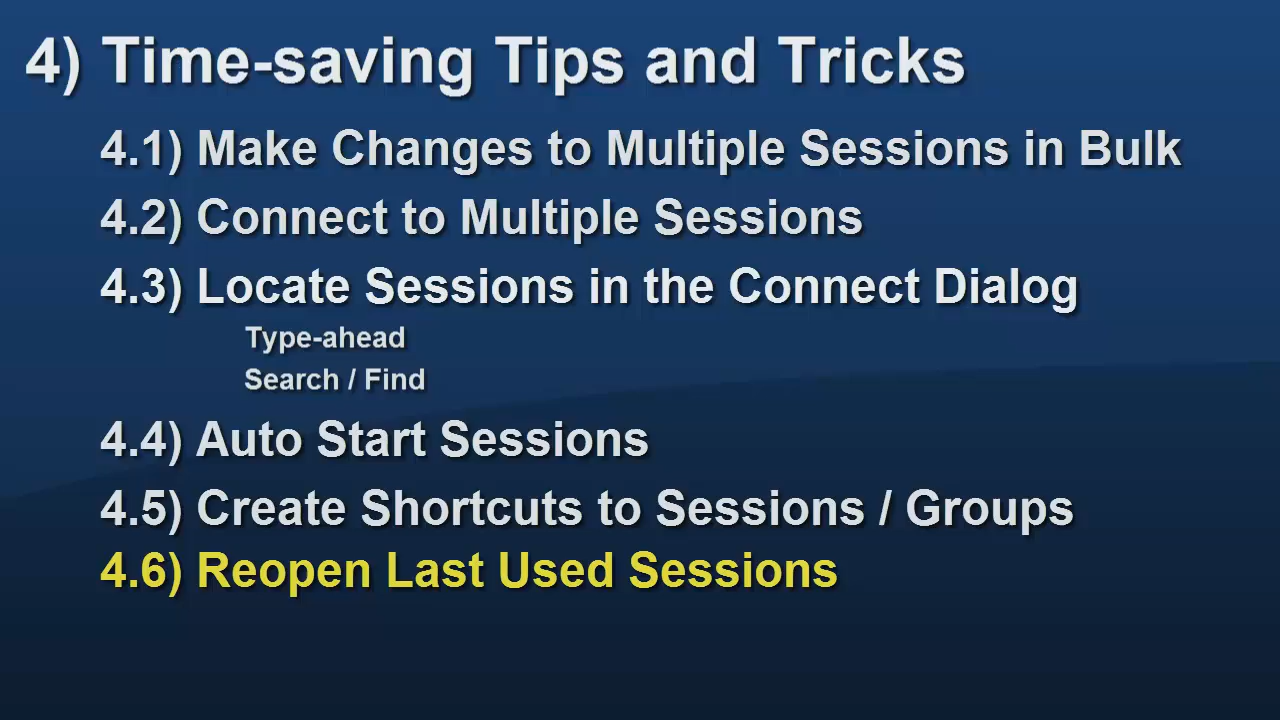 4) Time-saving Tips and Tricks
4.1) Make Changes to Multiple Sessions in Bulk
4.2) Connect to Multiple Sessions
4.3) Locate Sessions in the Connect Dialog
Type-ahead
Search / Find
4.4) Auto Start Sessions
4.5) Create Shortcuts to Sessions / Groups
4.6) Reopen Last Used Sessions